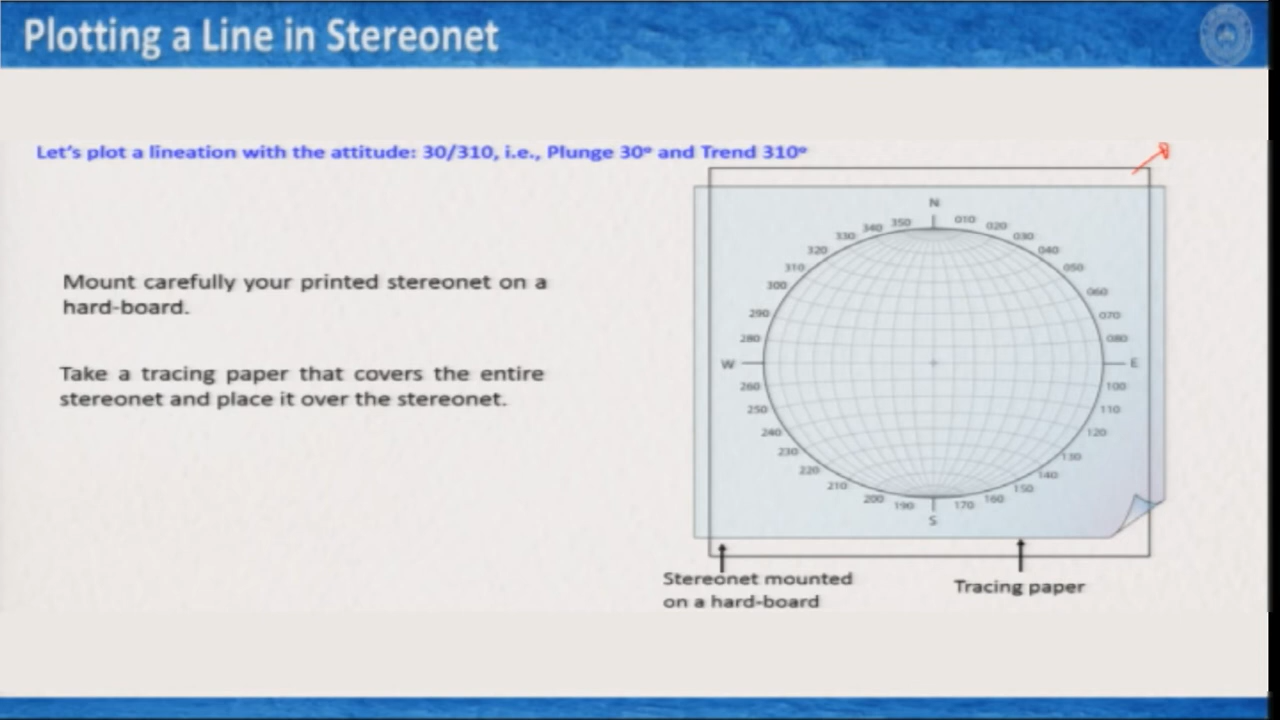 Plotting a Line in Stereonet
Let's plot a lineation with the attitude: 30/310, i.e., Plunge 30° and Trend 310°
Mount carefully your printed stereonet on a
hard-board.
Take a tracing paper that covers the entire
stereonet and place it over the stereonet.
N
350 010
340 020
330 030
320 040
310 050
300 060
290 070
280 080
W E
260 100
250 110
240 120
230 130
220 140
210 150
200 160
190 170
S
Stereonet mounted
on a hard-board
Tracing paper